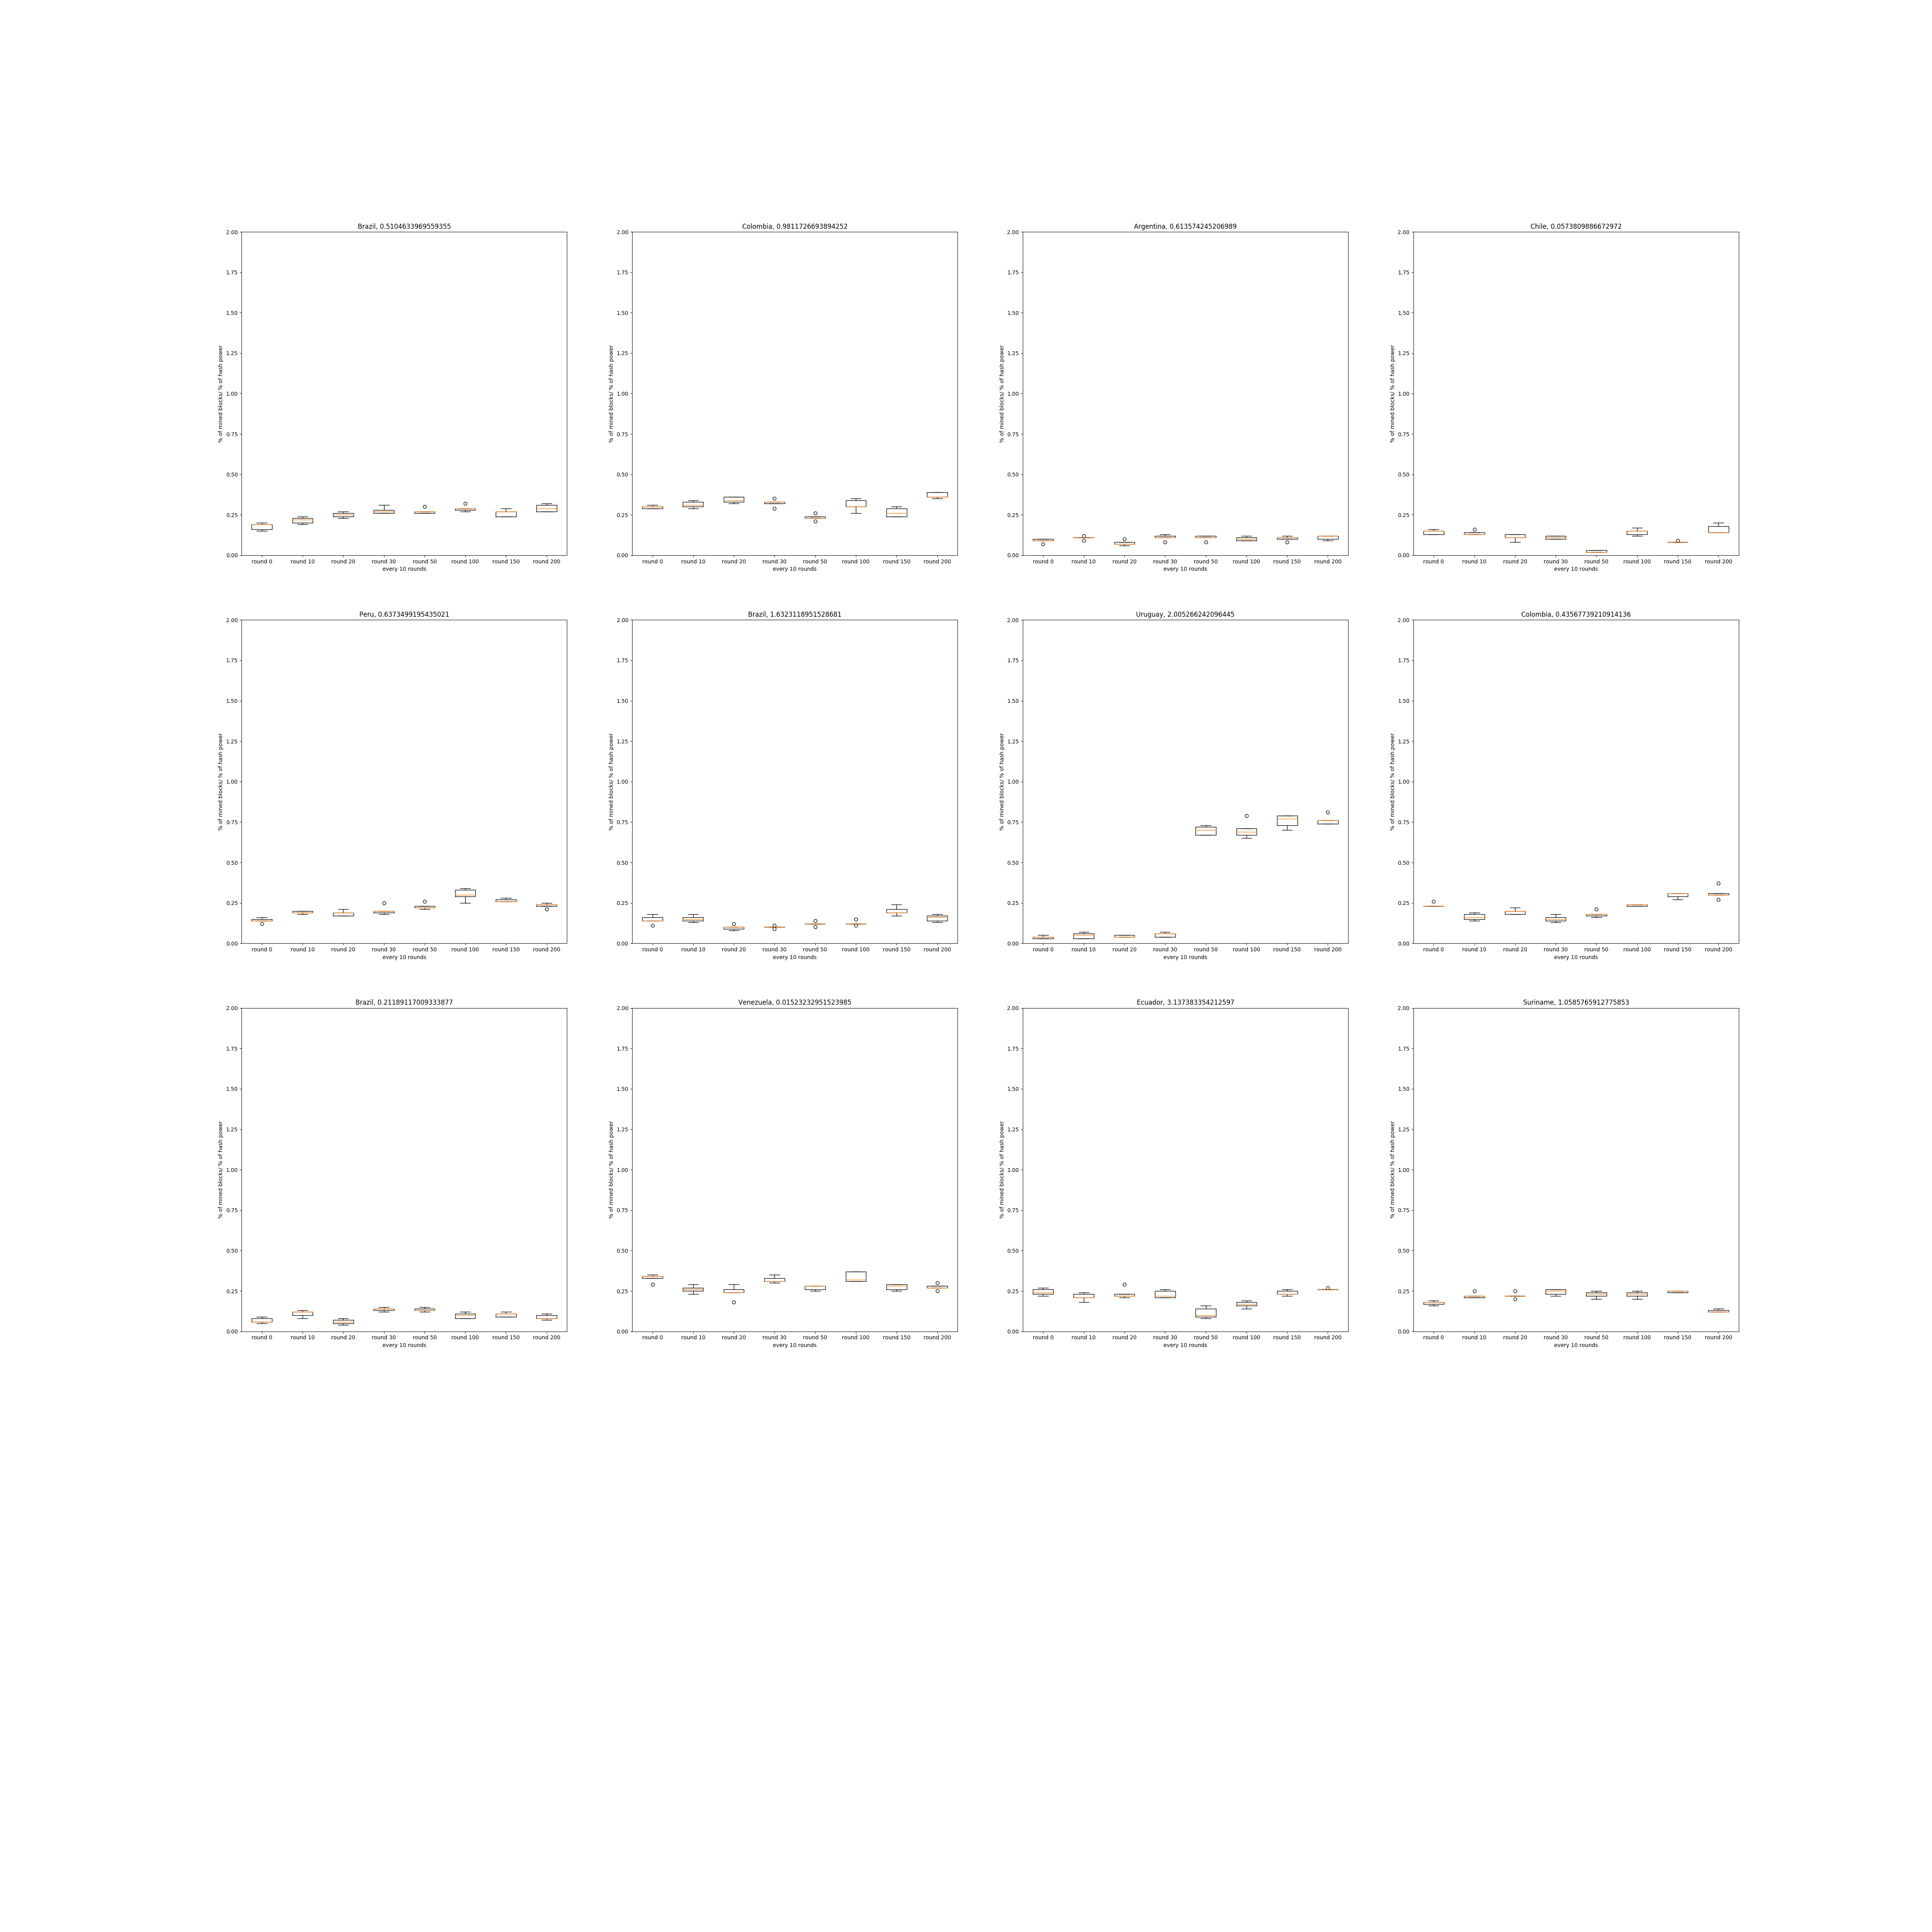 Brazil, 0.5104633969559355
2.00
1.75
1.50
1.25
1.00
0.75
0.50
0.25
0.00
% of mined blocks/ % of hash power
round 0 round 10 round 20 round 30 round 50 round 100 round 150 round 200
every 10 rounds
Colombia, 0.9811726693894252
2.00
1.75
1.50
1.25
1.00
0.75
0.50
0.25
0.00
% of mined blocks/ % of hash power
round 0 round 10 round 20 round 30 round 50 round 100 round 150 round 200
every 10 rounds
Argentina, 0.613574245206989
2.00
1.75
1.50
1.25
1.00
0.75
0.50
0.25
0.00
% of mined blocks/ % of hash power
round 0 round 10 round 20 round 30 round 50 round 100 round 150 round 200
every 10 rounds
Chile, 0.0573809886672972
2.00
1.75
1.50
1.25
1.00
0.75
0.50
0.25
0.00
% of mined blocks/ % of hash power
round 0 round 10 round 20 round 30 round 50 round 100 round 150 round 200
every 10 rounds
Peru, 0.6373499195435021
2.00
1.75
1.50
1.25
1.00
0.75
0.50
0.25
0.00
% of mined blocks/ % of hash power
round 0 round 10 round 20 round 30 round 50 round 100 round 150 round 200
every 10 rounds
Brazil, 1.6323118951528681
2.00
1.75
1.50
1.25
1.00
0.75
0.50
0.25
0.00
% of mined blocks/ % of hash power
round 0 round 10 round 20 round 30 round 50 round 100 round 150 round 200
every 10 rounds
Uruguay, 2.005266242096445
2.00
1.75
1.50
1.25
1.00
0.75
0.50
0.25
0.00
% of mined blocks/ % of hash power
round 0 round 10 round 20 round 30 round 50 round 100 round 150 round 200
every 10 rounds
Colombia, 0.43567739210914136
2.00
1.75
1.50
1.25
1.00
0.75
0.50
0.25
0.00
% of mined blocks/ % of hash power
round 0 round 10 round 20 round 30 round 50 round 100 round 150 round 200
every 10 rounds
Brazil, 0.21189117009333877
2.00
1.75
1.50
1.25
1.00
0.75
0.50
0.25
0.00
% of mined blocks/ % of hash power
round 0 round 10 round 20 round 30 round 50 round 100 round 150 round 200
every 10 rounds
Venezuela, 0.01523232951523985
2.00
1.75
1.50
1.25
1.00
0.75
0.50
0.25
0.00
% of mined blocks/ % of hash power
round 0 round 10 round 20 round 30 round 50 round 100 round 150 round 200
every 10 rounds
Ecuador, 3.137383354212597
2.00
1.75
1.50
1.25
1.00
0.75
0.50
0.25
0.00
% of mined blocks/ % of hash power
round 0 round 10 round 20 round 30 round 50 round 100 round 150 round 200
every 10 rounds
Suriname, 1.0585765912775853
2.00
1.75
1.50
1.25
1.00
0.75
0.50
0.25
0.00
% of mined blocks/ % of hash power
round 0 round 10 round 20 round 30 round 50 round 100 round 150 round 200
every 10 rounds